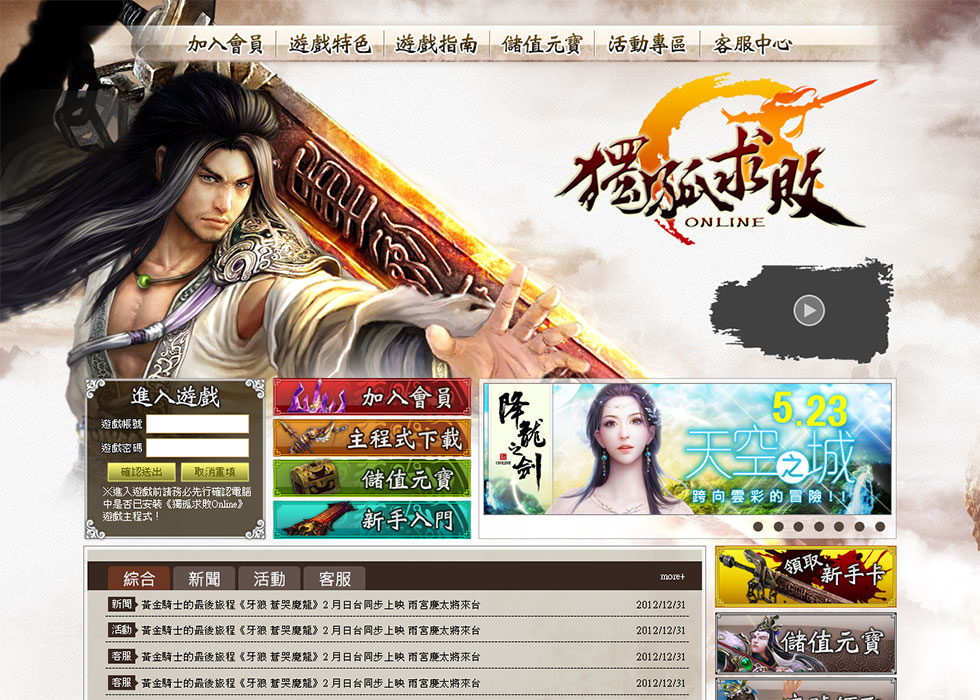 加入會員
遊戲特色
遊戲指南
儲值元寶
活動專區
客服中心
獨孤求敗
ONLINE
進入遊戲
遊戲帳號
遊戲密碼
確認送出
取消重填
※進入遊戲前請務必先行確認電腦
中是否已安裝《獨孤求敗Online》
遊戲主程式！
加入會員
主程式下載
儲值元寶
新手入門
降龍之劍
ONLINE
5.23
天空之城
跨向雲彩的冒險!!
綜合
新聞
活動
客服
more+
新聞 黃金騎士的最後旅程《牙狼 蒼哭魔龍》2 月日台同步上映 雨宮慶太將來台 2012/12/31
活動 黃金騎士的最後旅程《牙狼 蒼哭魔龍》2 月日台同步上映 雨宮慶太將來台 2012/12/31
客服 黃金騎士的最後旅程《牙狼 蒼哭魔龍》2 月日台同步上映 雨宮慶太將來台 2012/12/31
客服 黃金騎士的最後旅程《牙狼 蒼哭魔龍》2 月日台同步上映 雨宮慶太將來台 2012/12/31
領取新手卡
儲值元寶